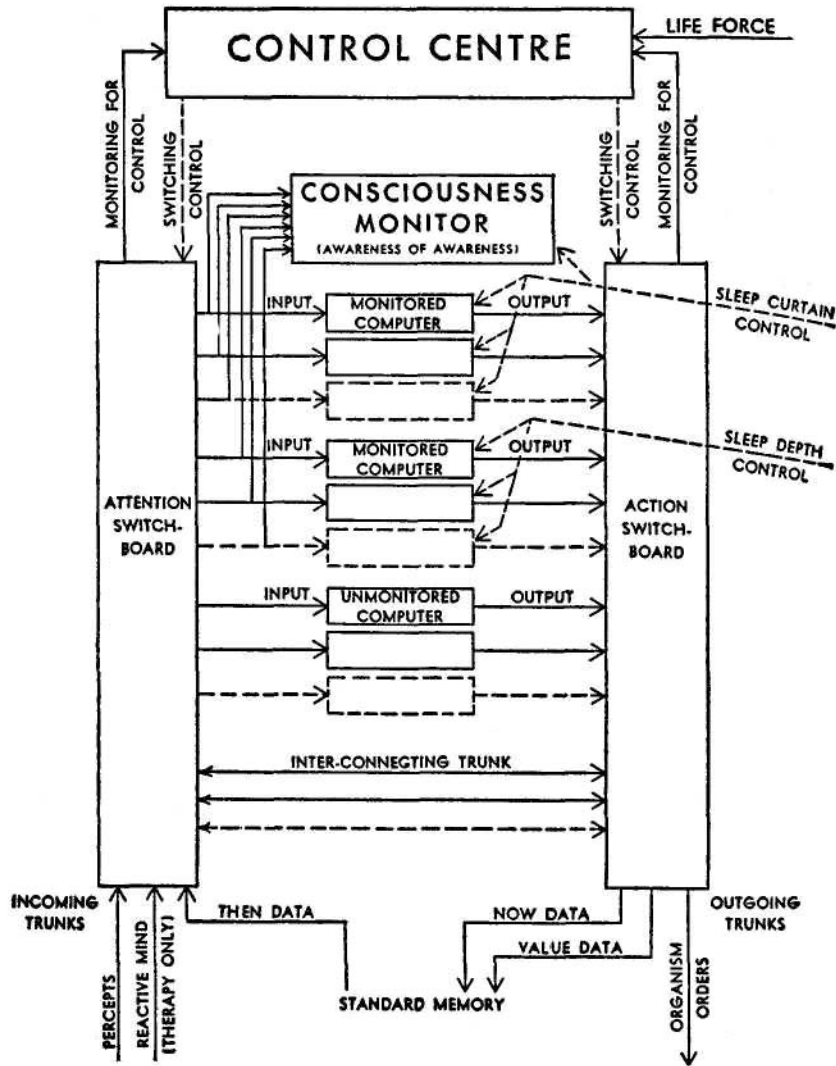 CONTROL CENTRE
LIFE FORCE
MONITORING FOR
CONTROL
SWITCHING
CONTROL
SWITCHING
CONTROL
MONITORING FOR
CONTROL
CONSCIOUSNESS
MONITOR
(AWARENESS OF AWARENESS)
INPUT
MONITORED
COMPUTER
OUTPUT
SLEEP CURTAIN
CONTROL
INPUT
MONITORED
COMPUTER
OUTPUT
SLEEP DEPTH
CONTROL
ATTENTION
SWITCH-
BOARD
ACTION
SWITCH-
BOARD
INPUT
UNMONITORED
COMPUTER
OUTPUT
INTER-CONNECTING TRUNK
INCOMING
TRUNKS
THEN DATA
NOW DATA
VALUE DATA
OUTGOING
TRUNKS
PERCEPTS
REACTIVE MIND
(THERAPY ONLY)
STANDARD MEMORY
ORGANISM
ORDERS